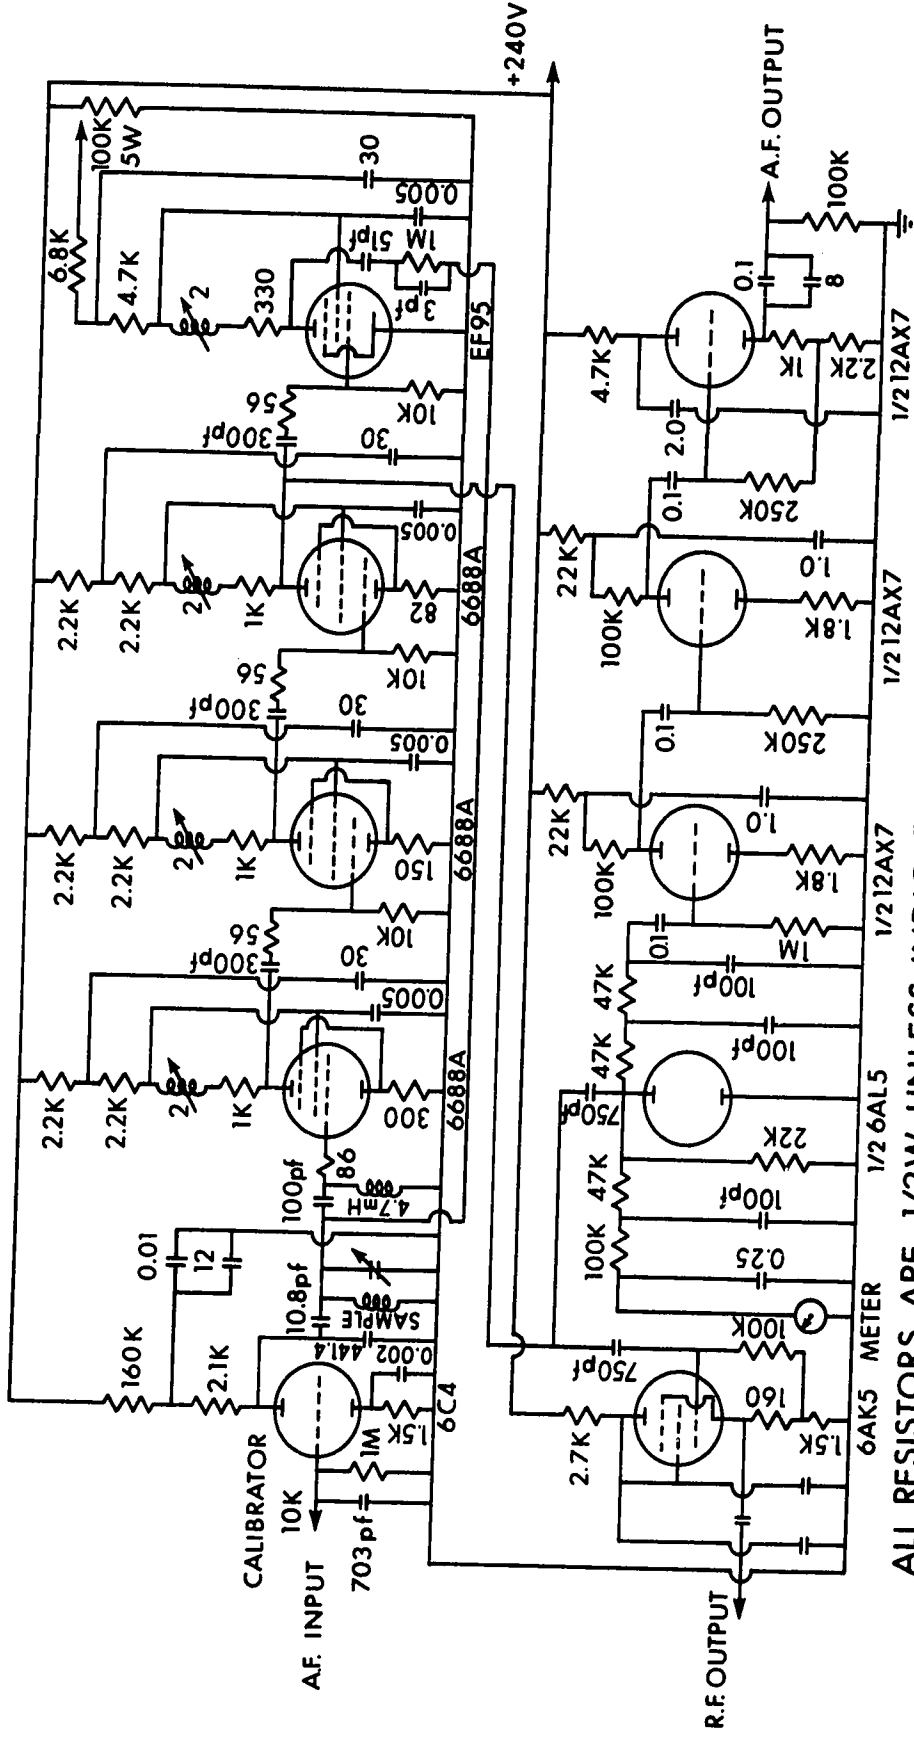 2.2K
2.2K
2.2K
6.8K
100K
5W
160K
0.01
2.2K
2.2K
2.2K
4.7K
2.1K
12
2
2
2
2
1K
1K
1K
330
CALIBRATOR
10K
A.F. INPUT
10.8pf
100pf
300pf
56
300pf
56
300pf
56
86
30
30
30
30
51pf
1M
3pf
703pf
1M
1.5K
441.4
0.002
SAMPLE
4.7mH
300
0.005
10K
150
0.005
10K
82
0.005
10K
0.005
6C4
6688A
6688A
6688A
EF95
+240V
2.7K
750pf
750pf
22K
22K
4.7K
100K
47K
47K
47K
100K
100K
0.1
0.1
0.1
2.0
0.1
8
A.F. OUTPUT
100K
R.F. OUTPUT
160
1.5K
100K
0.25
100pf
22K
100pf
100pf
1M
1.8K
1.0
250K
1.8K
1.0
250K
1K
2.2K
6AK5
METER
1/2 6AL5
1/2 12AX7
1/2 12AX7
1/2 12AX7
ALL RESISTORS ARE 1/2W UNLESS